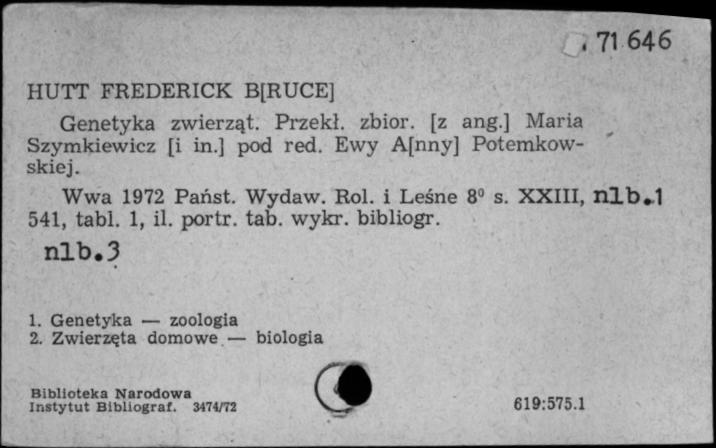 71 646
HUTT FREDERICK B[RUCE]
Genetyka zwierząt. Przekł. zbior. [z ang.] Maria
Szymkiewicz [i in.] pod red. Ewy A[nny] Potemkow-
skiej.
Wwa 1972 Państ. Wydaw. Rol. i Leśne 8⁰ s. XXIII, nlb.1
541, tabl. 1, il. portr. tab. wykr. bibliogr.
nlb.3
1. Genetyka — zoologia
2. Zwierzęta domowe — biologia
Biblioteka Narodowa
Instytut Bibliograf. 3474/72
619:575.1